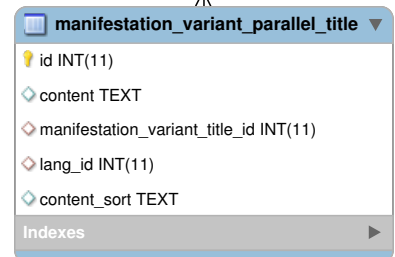 manifestation_variant_parallel_title
id INT(11)
content TEXT
manifestation_variant_title_id INT(11)
lang_id INT(11)
content_sort TEXT
Indexes